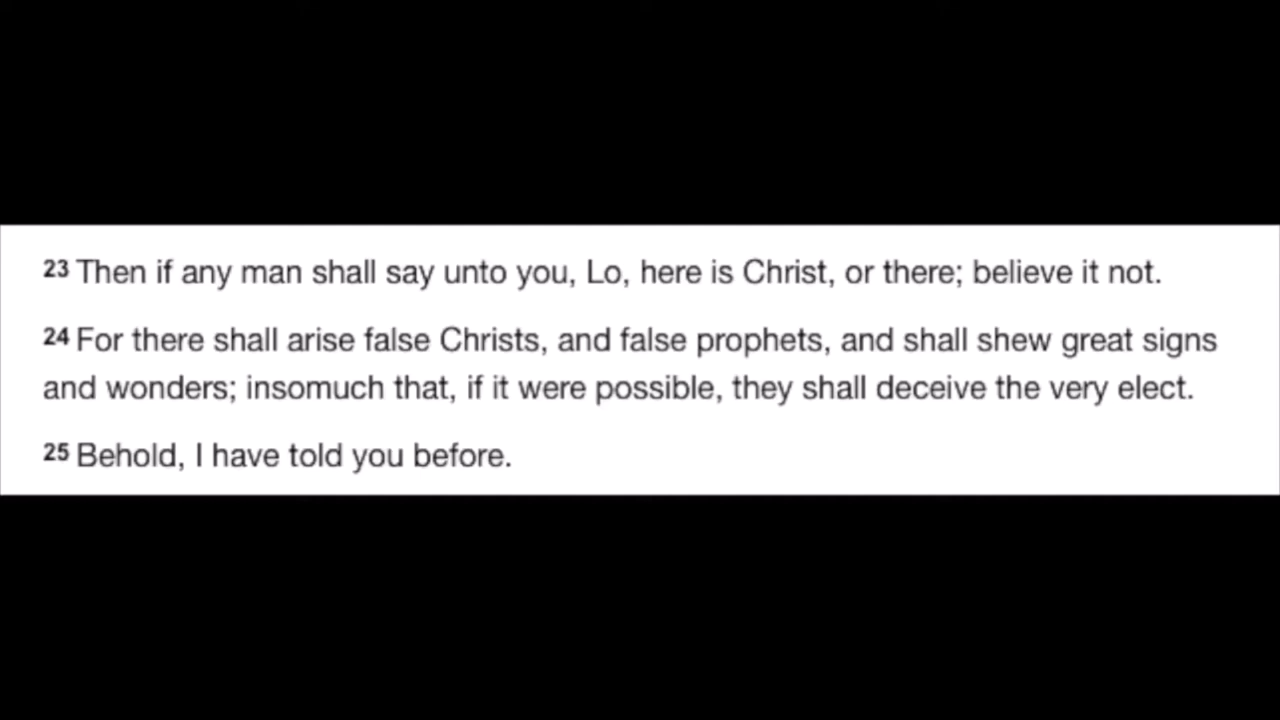 23 Then if any man shall say unto you, Lo, here is Christ, or there; believe it not.
24 For there shall arise false Christs, and false prophets, and shall shew great signs
and wonders; insomuch that, if it were possible, they shall deceive the very elect.
25 Behold, I have told you before.